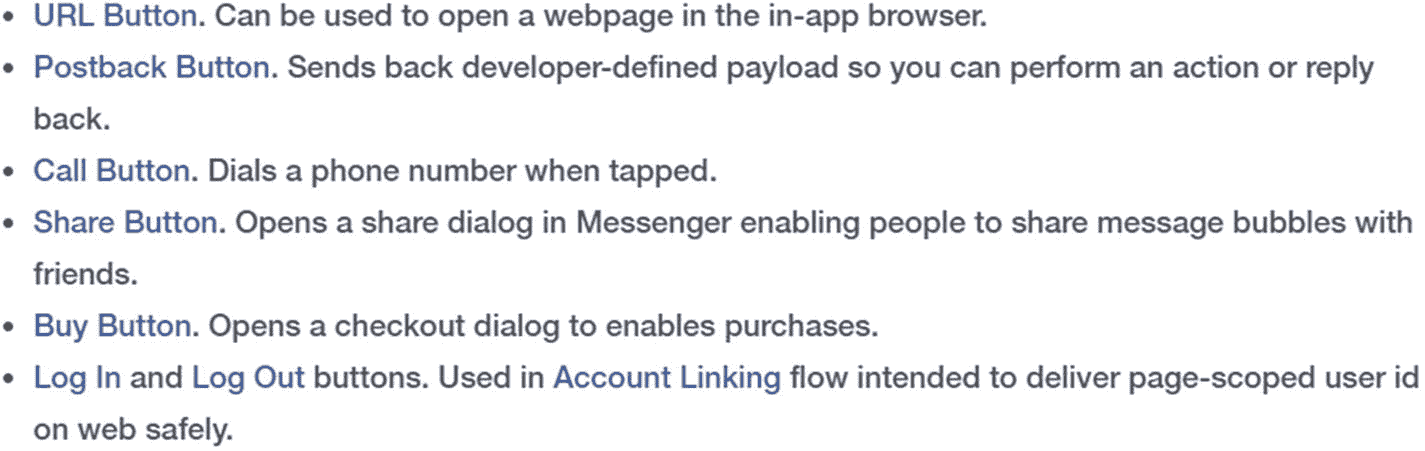 • URL Button. Can be used to open a webpage in the in-app browser.
• Postback Button. Sends back developer-defined payload so you can perform an action or reply
back.
• Call Button. Dials a phone number when tapped.
• Share Button. Opens a share dialog in Messenger enabling people to share message bubbles with
friends.
• Buy Button. Opens a checkout dialog to enables purchases.
• Log In and Log Out buttons. Used in Account Linking flow intended to deliver page-scoped user id
on web safely.